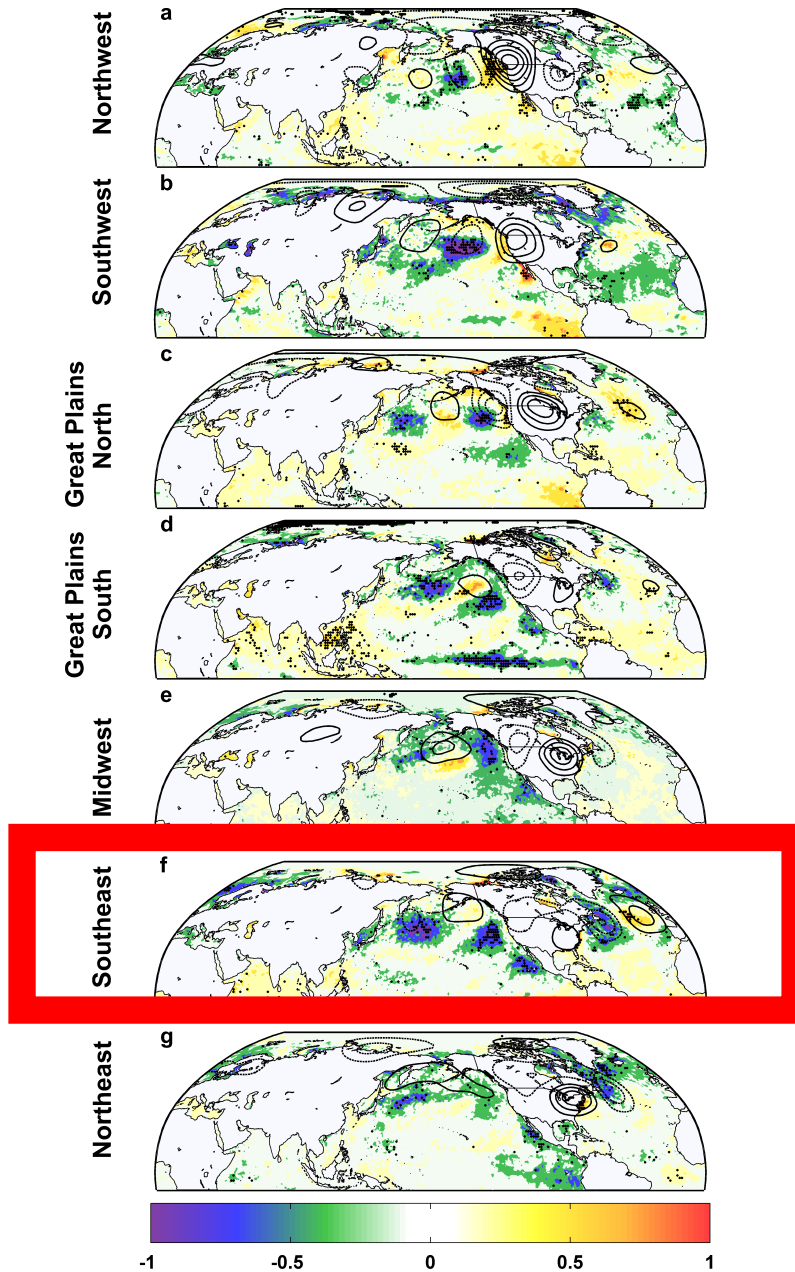 a
Northwest
b
Southwest
c
Great Plains
North
d
Great Plains
South
e
Midwest
f
Southeast
g
Northeast
-1 -0.5 0 0.5 1